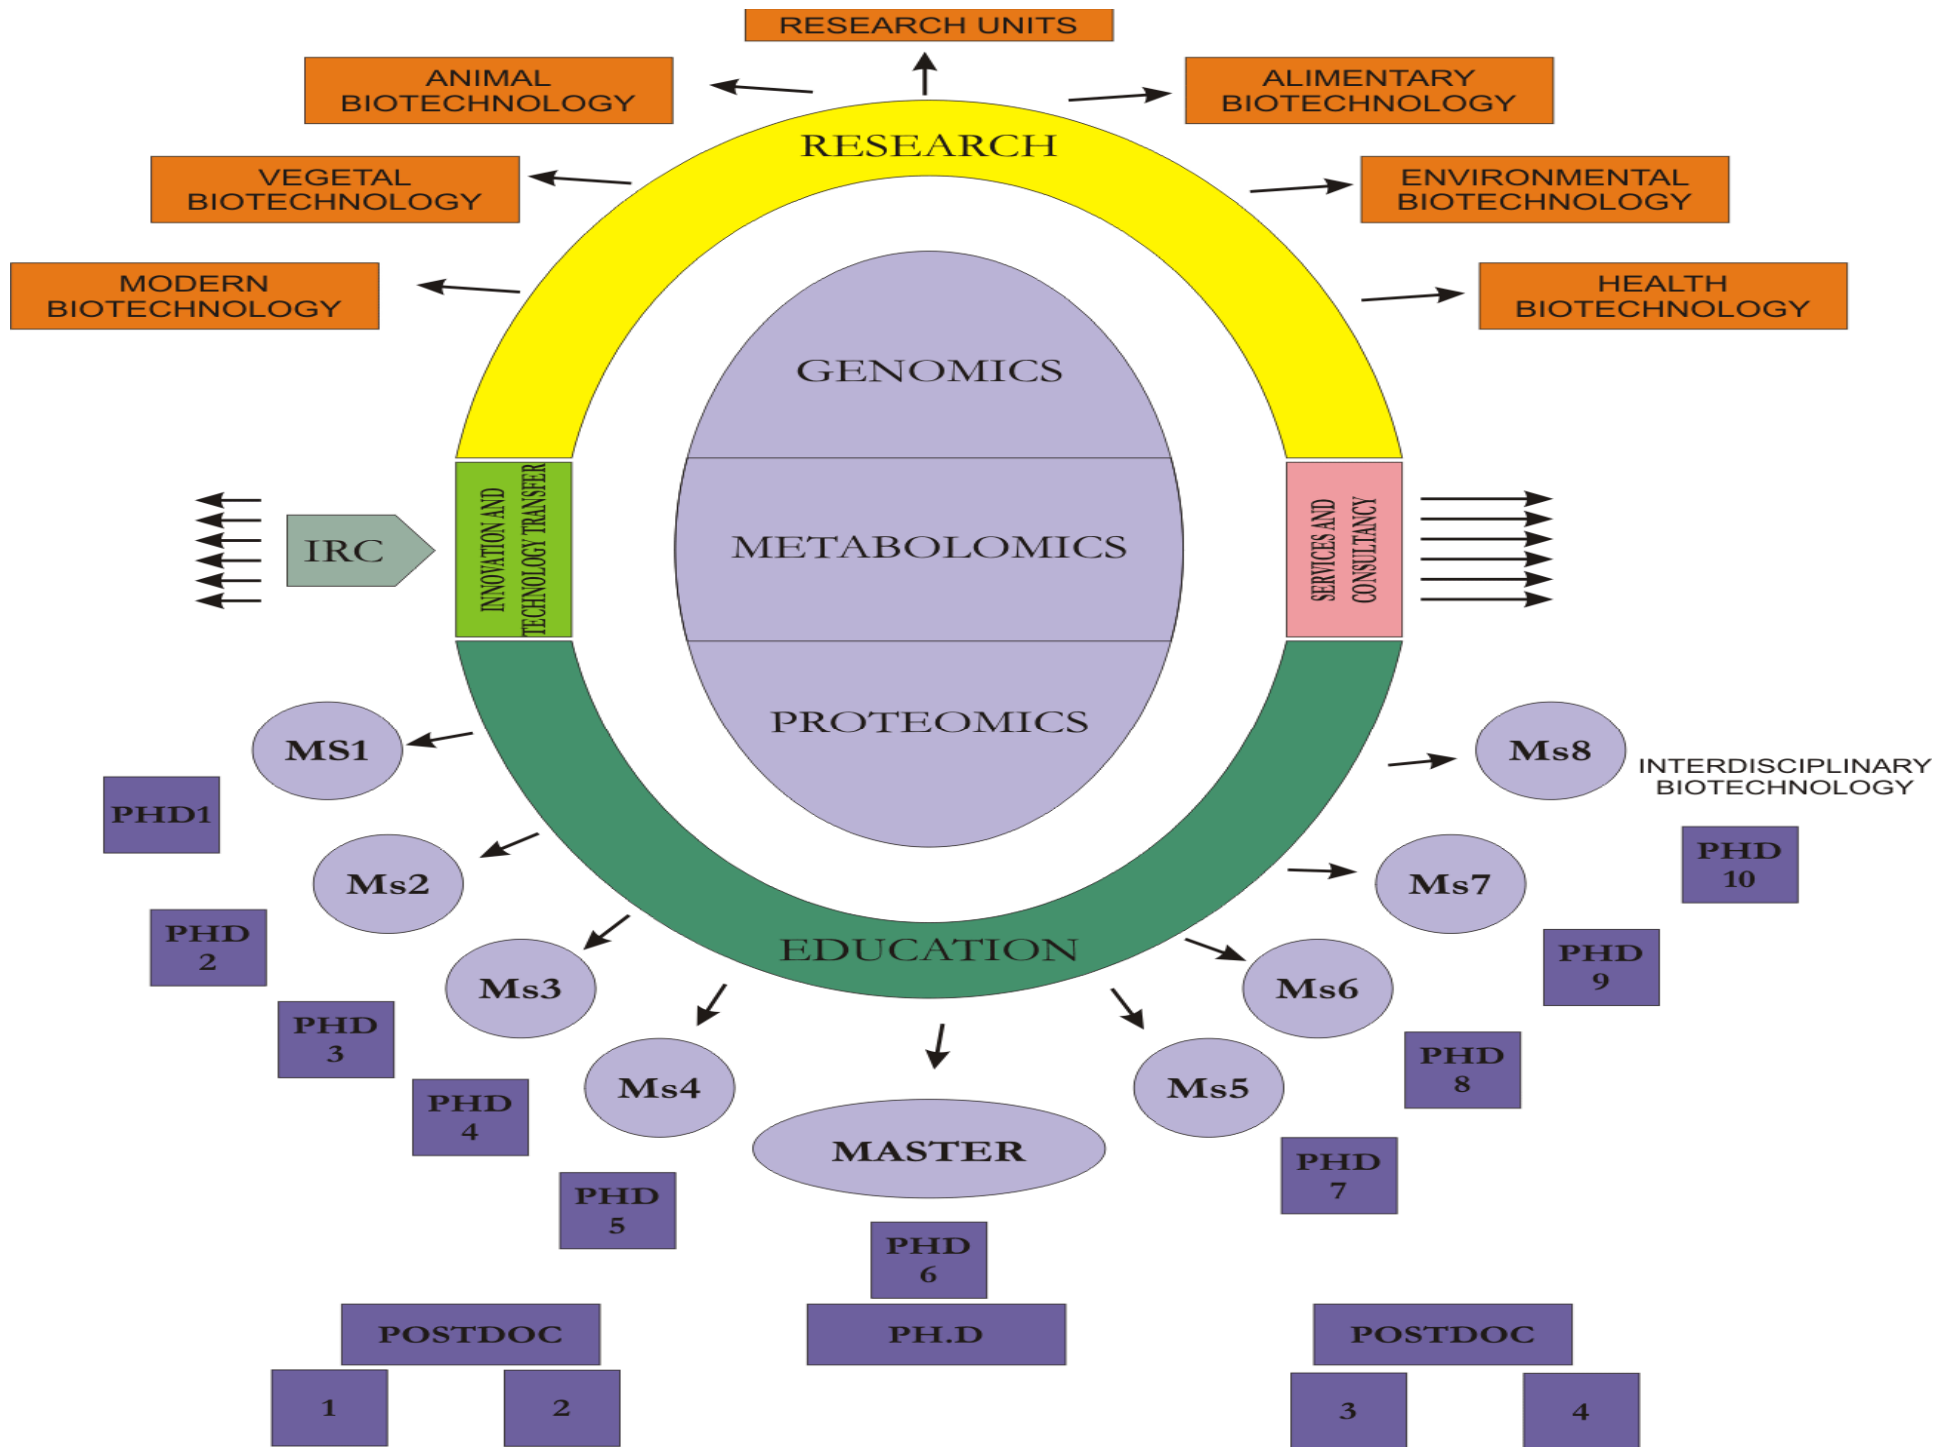 RESEARCH UNITS
ANIMAL
BIOTECHNOLOGY
ALIMENTARY
BIOTECHNOLOGY
RESEARCH
VEGETAL
BIOTECHNOLOGY
ENVIRONMENTAL
BIOTECHNOLOGY
MODERN
BIOTECHNOLOGY
HEALTH
BIOTECHNOLOGY
GENOMICS
METABOLOMICS
PROTEOMICS
IRC
INNOVATION AND
TECHNOLOGY TRANSFER
SERVICES AND
CONSULTANCY
EDUCATION
MS1
Ms2
Ms3
Ms4
MASTER
Ms5
Ms6
Ms7
Ms8
INTERDISCIPLINARY
BIOTECHNOLOGY
PHD1
PHD
2
PHD
3
PHD
4
PHD
5
PHD
6
PHD
7
PHD
8
PHD
9
PHD
10
POSTDOC
1
2
PH.D
POSTDOC
3
4